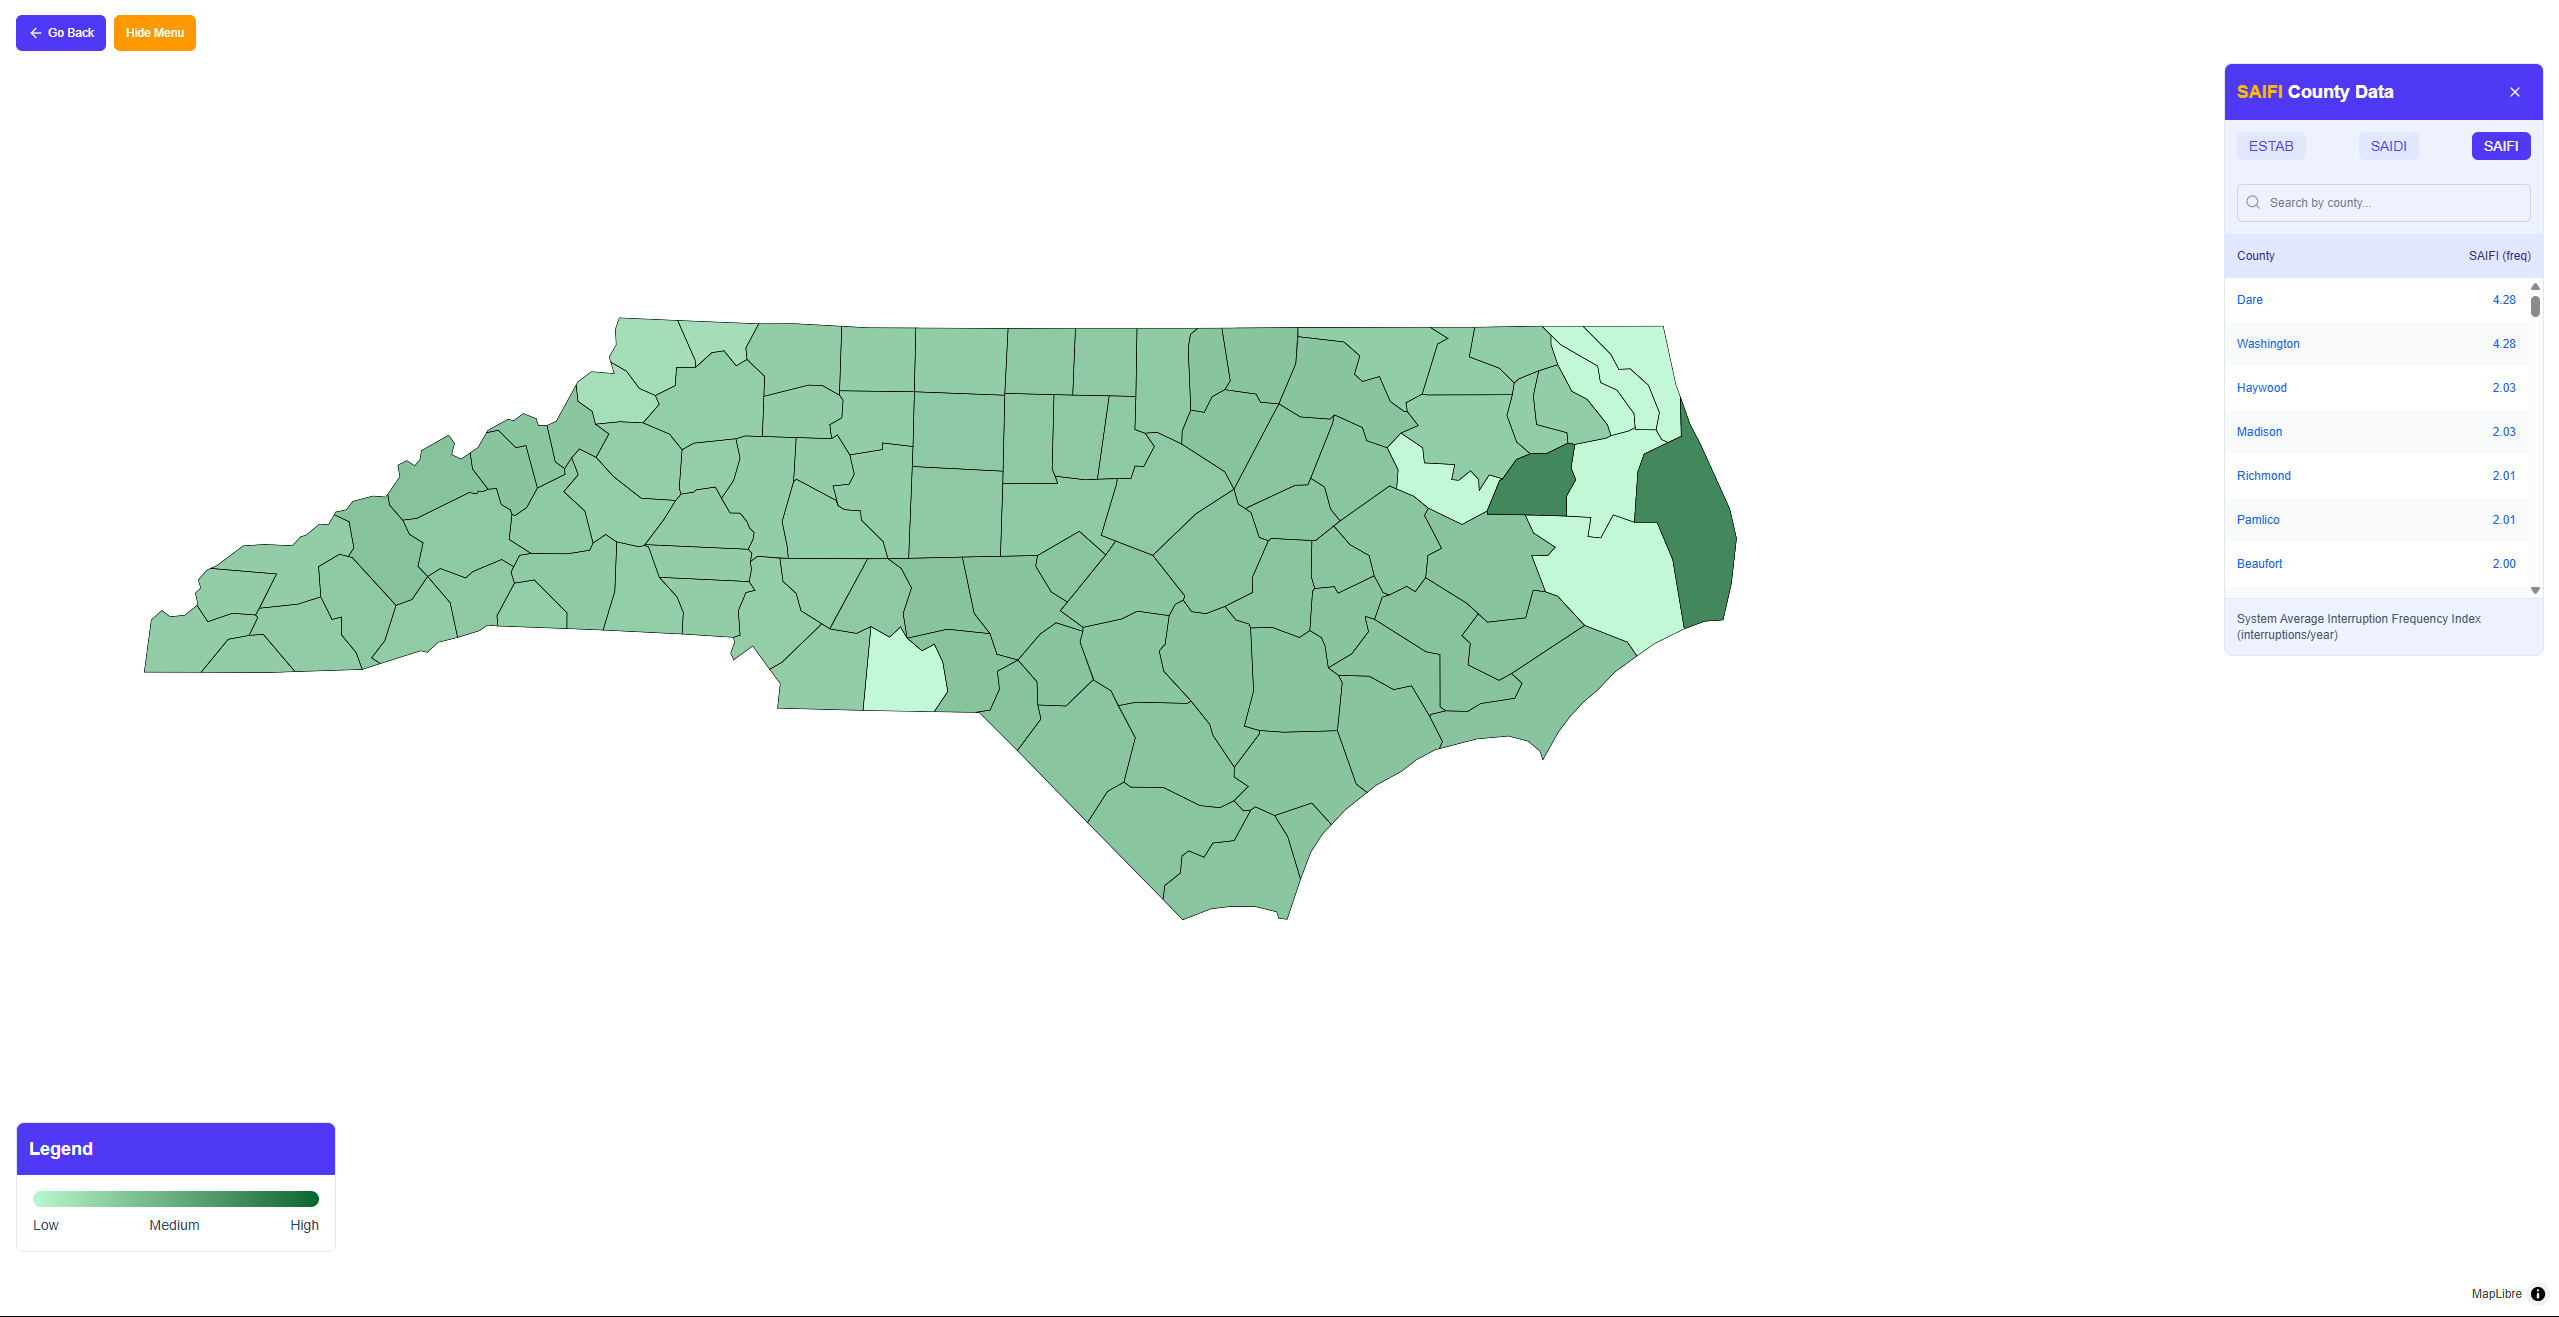 Go Back
Hide Menu
SAIFI County Data
ESTAB
SAIDI
SAIFI
Search by county...
County SAIFI (freq)
Dare 4.28
Washington 4.28
Haywood 2.03
Madison 2.03
Richmond 2.01
Pamlico 2.01
Beaufort 2.00
System Average Interruption Frequency Index
(interruptions/year)
Legend
Low Medium High
MapLibre